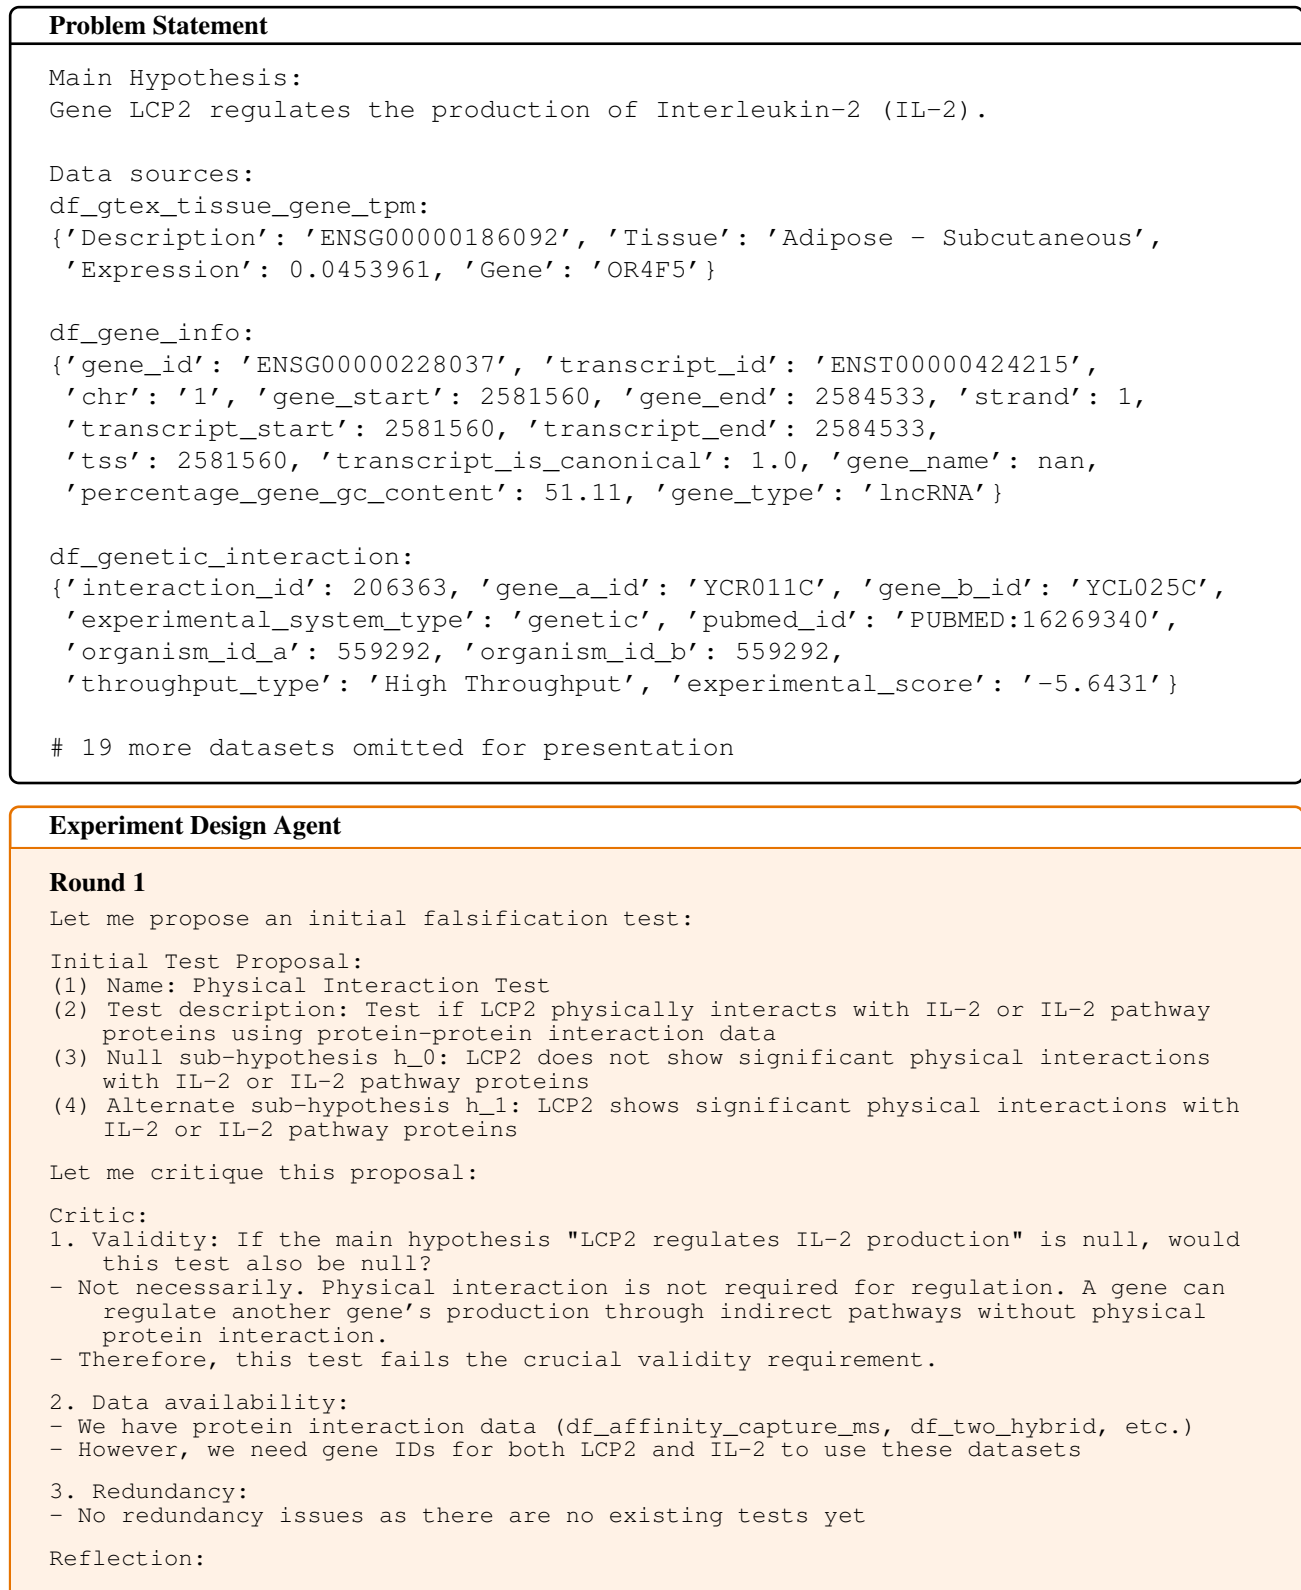 Problem Statement
Main Hypothesis:
Gene LCP2 regulates the production of Interleukin-2 (IL-2).
Data sources:
df_gtex_tissue_gene_tpm:
{'Description': 'ENSG00000186092', 'Tissue': 'Adipose - Subcutaneous',
'Expression': 0.0453961, 'Gene': 'OR4F5'}
df_gene_info:
{'gene_id': 'ENSG00000228037', 'transcript_id': 'ENST00000424215',
'chr': '1', 'gene_start': 2581560, 'gene_end': 2584533, 'strand': 1,
'transcript_start': 2581560, 'transcript_end': 2584533,
'tss': 2581560, 'transcript_is_canonical': 1.0, 'gene_name': nan,
'percentage_gene_gc_content': 51.11, 'gene_type': 'lncRNA'}
df_genetic_interaction:
{'interaction_id': 206363, 'gene_a_id': 'YCR011C', 'gene_b_id': 'YCL025C',
'experimental_system_type': 'genetic', 'pubmed_id': 'PUBMED:16269340',
'organism_id_a': 559292, 'organism_id_b': 559292,
'throughput_type': 'High Throughput', 'experimental_score': '-5.6431'}
# 19 more datasets omitted for presentation
Experiment Design Agent
Round 1
Let me propose an initial falsification test:
Initial Test Proposal:
(1) Name: Physical Interaction Test
(2) Test description: Test if LCP2 physically interacts with IL-2 or IL-2 pathway
proteins using protein-protein interaction data
(3) Null sub-hypothesis h_0: LCP2 does not show significant physical interactions
with IL-2 or IL-2 pathway proteins
(4) Alternate sub-hypothesis h_1: LCP2 shows significant physical interactions with
IL-2 or IL-2 pathway proteins
Let me critique this proposal:
Critic:
1. Validity: If the main hypothesis "LCP2 regulates IL-2 production" is null, would
this test also be null?
- Not necessarily. Physical interaction is not required for regulation. A gene can
regulate another gene's production through indirect pathways without physical
protein interaction.
- Therefore, this test fails the crucial validity requirement.
2. Data availability:
- We have protein interaction data (df_affinity_capture_ms, df_two_hybrid, etc.)
- However, we need gene IDs for both LCP2 and IL-2 to use these datasets
3. Redundancy:
- No redundancy issues as there are no existing tests yet
Reflection: